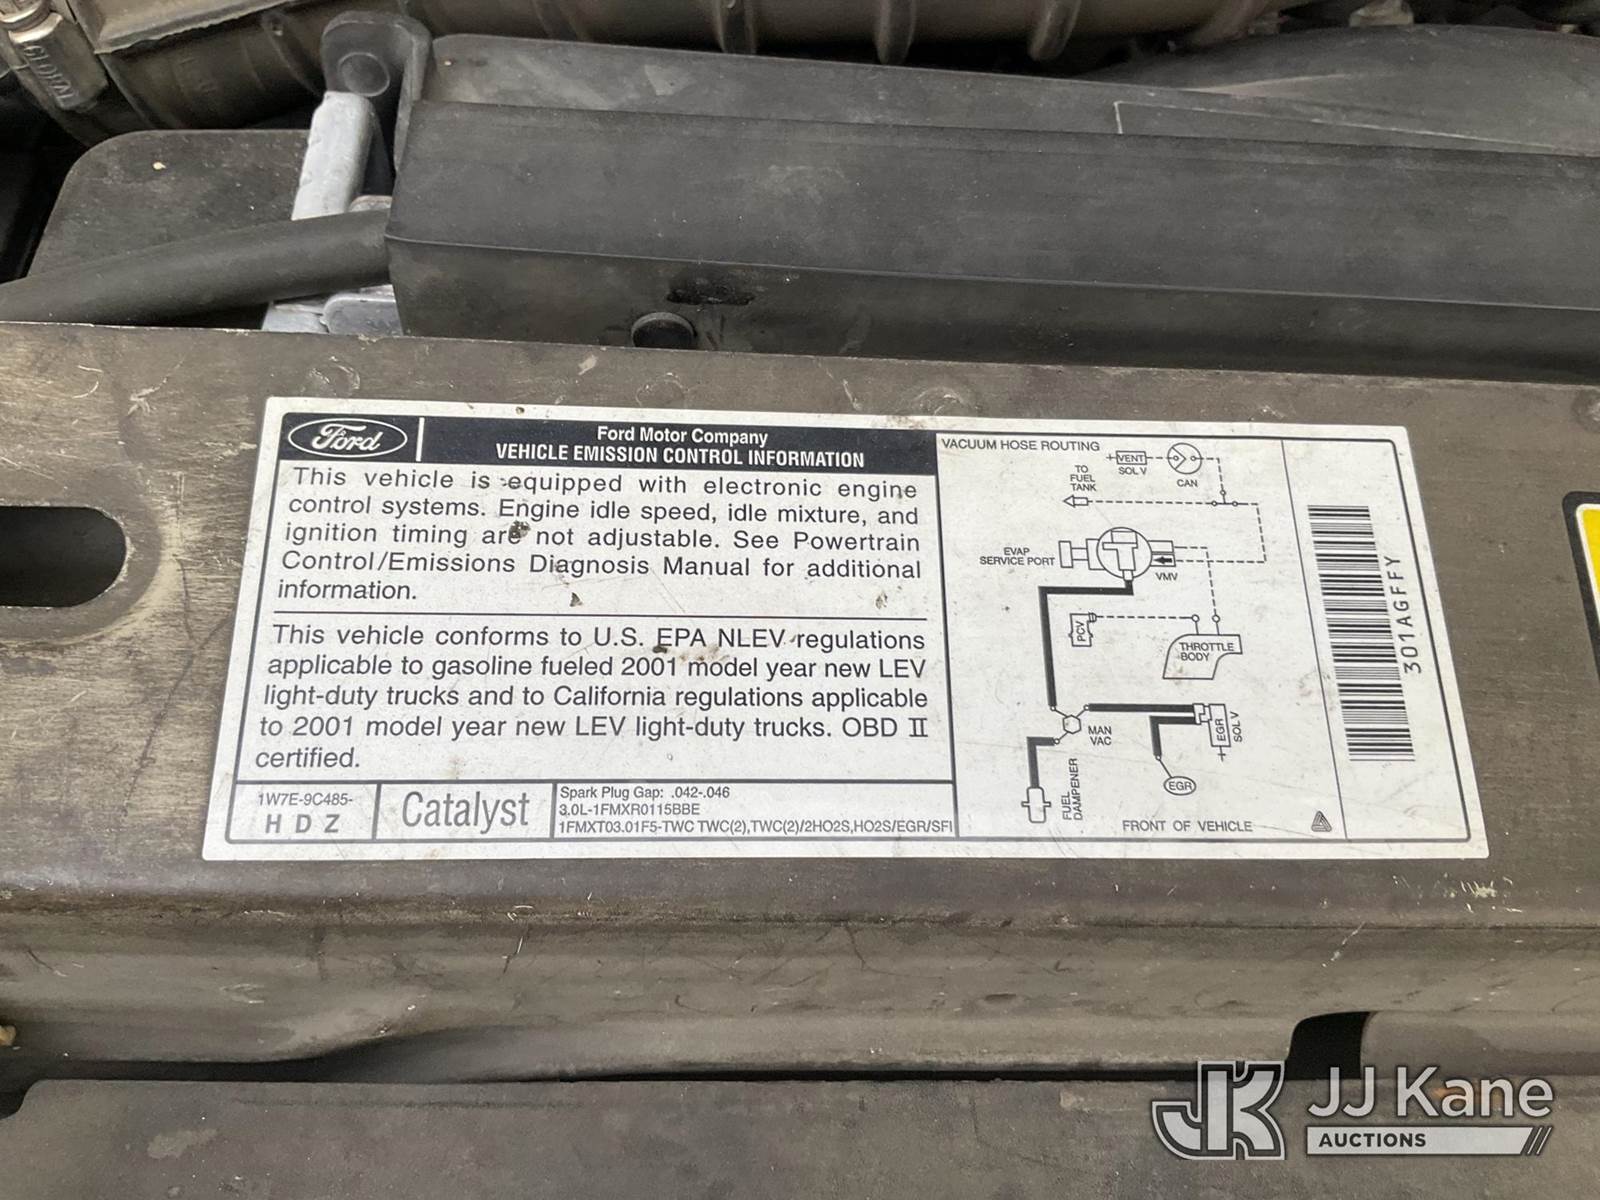 GLOBAL
Ford
Ford Motor Company
VEHICLE EMISSION CONTROL INFORMATION
This vehicle is equipped with electronic engine
control systems. Engine idle speed, idle mixture, and
ignition timing are not adjustable. See Powertrain
Control/Emissions Diagnosis Manual for additional
information.
This vehicle conforms to U.S. EPA NLEV regulations
applicable to gasoline fueled 2001 model year new LEV
light-duty trucks and to California regulations applicable
to 2001 model year new LEV light-duty trucks. OBD II
certified.
1W7E-9C485-
H D Z
Catalyst
Spark Plug Gap: .042-.046
3.0L-1FMXR0115BBE
1FMXT03.01F5-TWC TWC(2),TWC(2)/2HO2S,HO2S/EGR/SFI
VACUUM HOSE ROUTING
VENT
SOL V
CAN
TO
FUEL
TANK
EVAP
SERVICE PORT
VMV
PCV
THROTTLE
BODY
MAN
VAC
EGR
SOL V
EGR
FUEL
DAMPENER
FRONT OF VEHICLE
301AGFFY
JK
JJ Kane
AUCTIONS